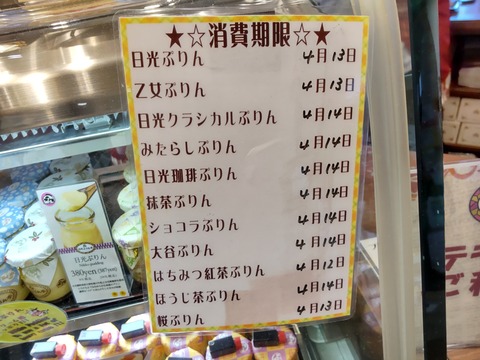 ★☆消費期限☆★
日光ぷりん 4月13日
乙女ぷりん 4月13日
日光クラシカルぷりん 4月14日
みたらしぷりん 4月14日
日光珈琲ぷりん 4月14日
抹茶ぷりん 4月14日
ショコラぷりん 4月14日
大谷ぷりん 4月14日
はちみつ紅茶ぷりん 4月12日
ほうじ茶ぷりん 4月14日
桜ぷりん 4月13日
日光ぷりん
380yen
テラ